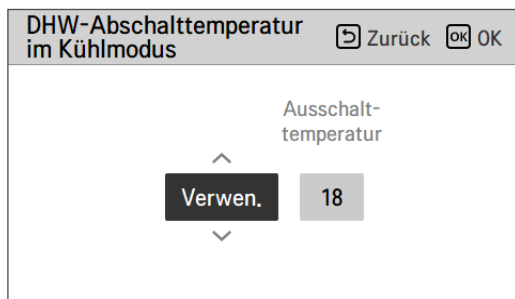 DHW-Abschalttemperatur
im Kühlmodus
Zurück
OK OK
Ausschalt-
temperatur
Verwen.
18